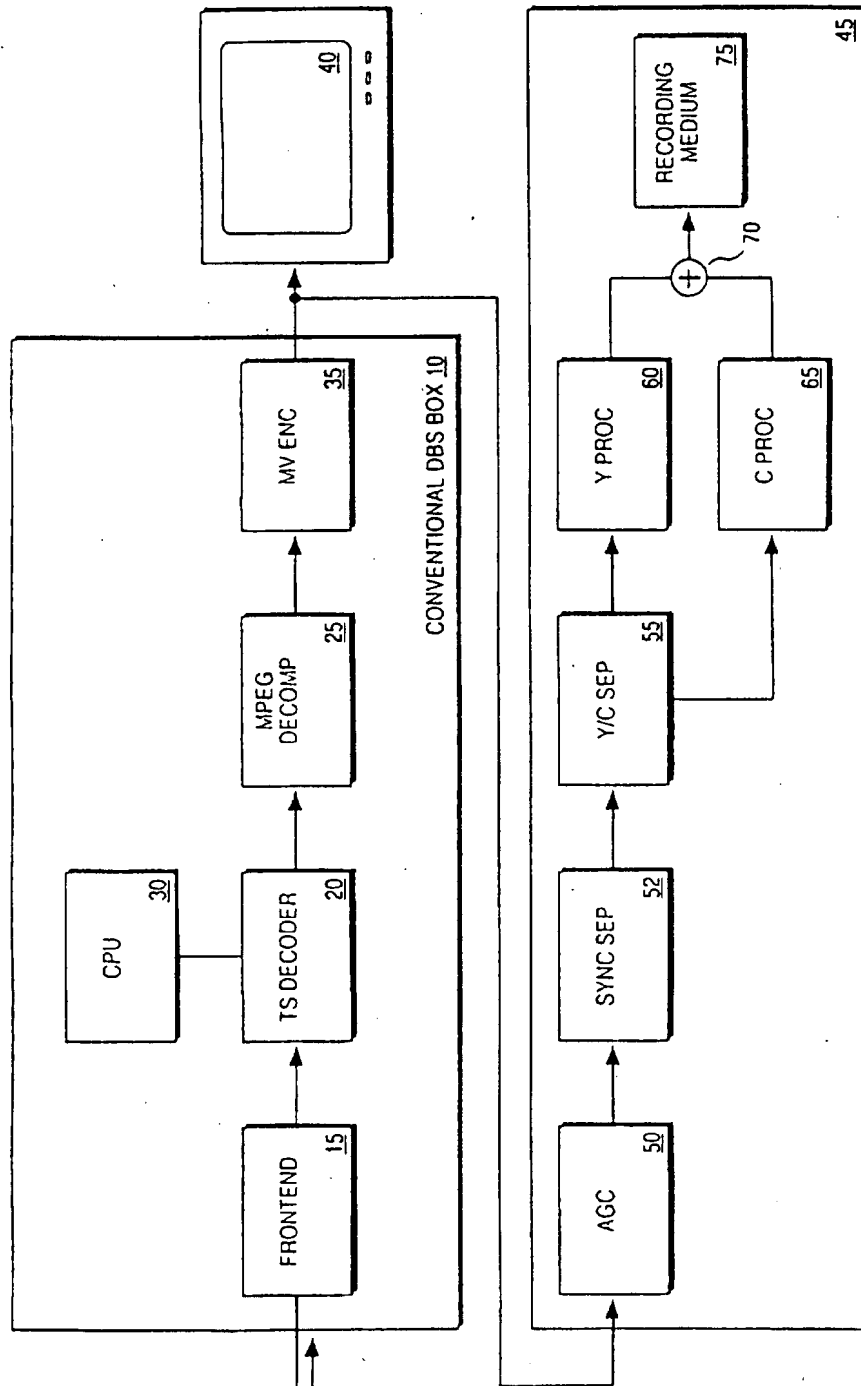 CPU 30
FRONTEND 15
TS DECODER 20
MPEG
DECOMP 25
MV ENC 35
CONVENTIONAL DBS BOX 10
40
AGC 50
SYNC SEP 52
Y/C SEP 55
Y PROC 60
C PROC 65
70
RECORDING
MEDIUM 75
45